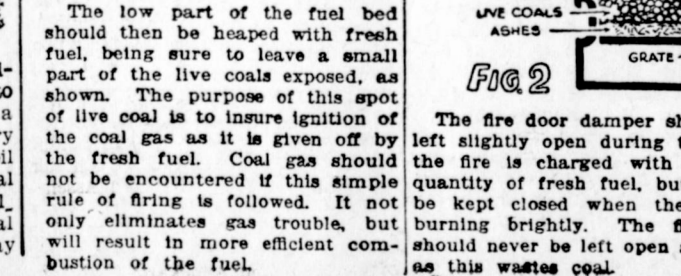 The low part of the fuel bed
should then be heaped with fresh
fuel, being sure to leave a small
part of the live coals exposed, as
shown. The purpose of this spot
of live coal is to insure ignition of
the coal gas as it is given off by
the fresh fuel. Coal gas should
not be encountered if this simple
rule of firing is followed. It not
only eliminates gas trouble, but
will result in more efficient com-
bustion of the fuel.
LIVE COALS
ASHES
GRATE
FIG. 2
The fire door damper
left slightly open during
the fire is charged with
quantity of fresh fuel,
be kept closed when the
burning brightly. The
should never be left open
as this wastes coal.